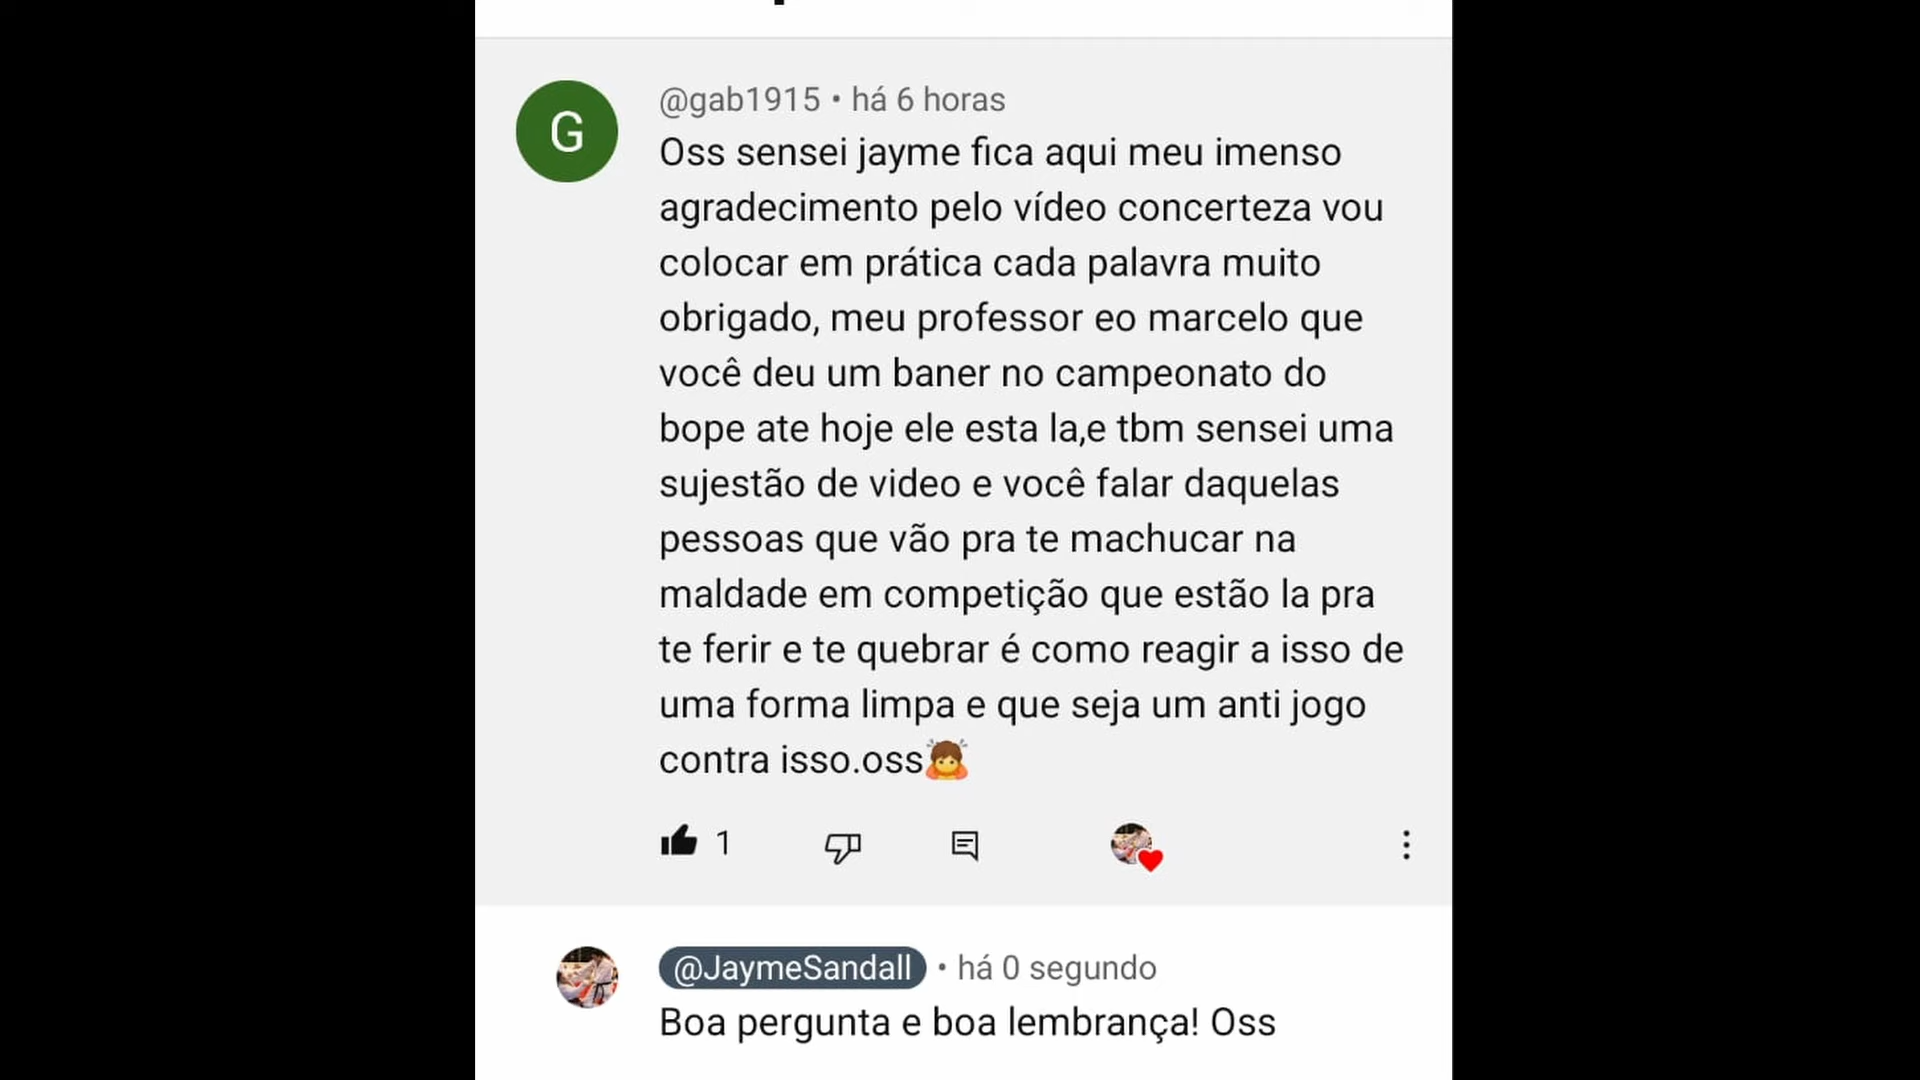 G
@gab1915 • há 6 horas
Oss sensei jayme fica aqui meu imenso
agradecimento pelo vídeo concerteza vou
colocar em prática cada palavra muito
obrigado, meu professor eo marcelo que
você deu um baner no campeonato do
bope ate hoje ele esta la,e tbm sensei uma
sujestão de video e você falar daquelas
pessoas que vão pra te machucar na
maldade em competição que estão la pra
te ferir e te quebrar é como reagir a isso de
uma forma limpa e que seja um anti jogo
contra isso.oss🙇
1
@JaymeSandall • há 0 segundo
Boa pergunta e boa lembrança! Oss